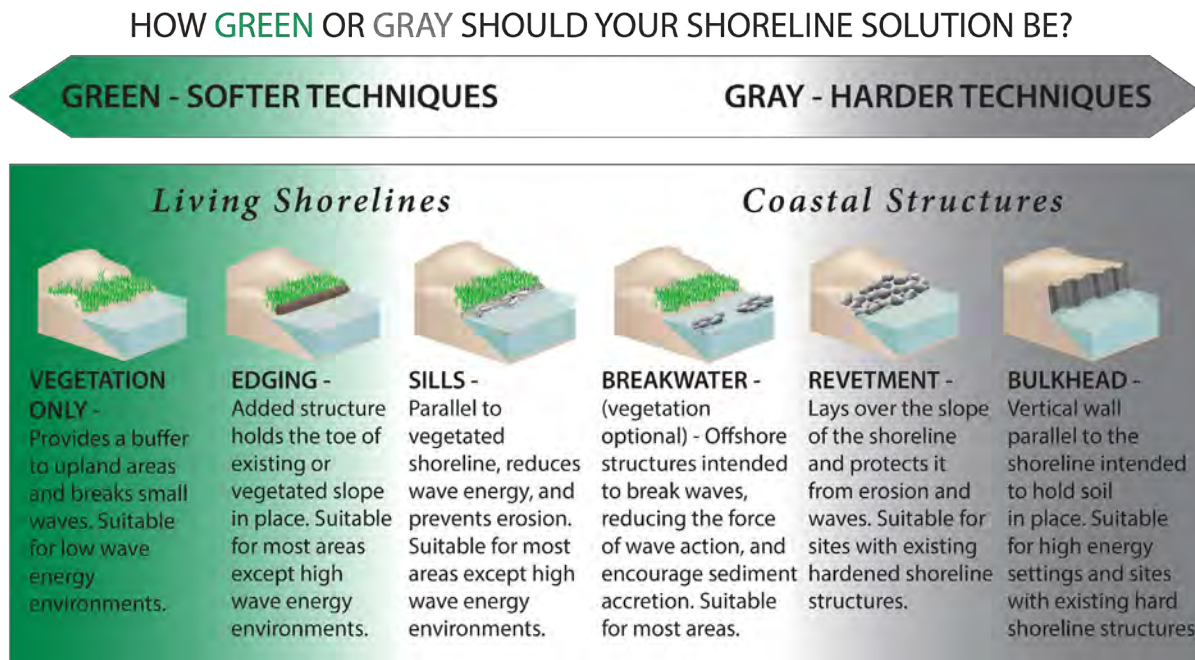 HOW GREEN OR GRAY SHOULD YOUR SHORELINE SOLUTION BE?
GREEN - SOFTER TECHNIQUES
GRAY - HARDER TECHNIQUES
Living Shorelines
Coastal Structures
VEGETATION
ONLY -
Provides a buffer
to upland areas
and breaks small
waves. Suitable
for low wave
energy
environments.
EDGING -
Added structure
holds the toe of
existing or
vegetated slope
in place. Suitable
for most areas
except high
wave energy
environments.
SILLS -
Parallel to
vegetated
shoreline, reduces
wave energy, and
prevents erosion.
Suitable for most
areas except high
wave energy
environments.
BREAKWATER -
(vegetation
optional) - Offshore
structures intended
to break waves,
reducing the force
of wave action, and
encourage sediment
accretion. Suitable
for most areas.
REVETMENT -
Lays over the slope
of the shoreline
and protects it
from erosion and
waves. Suitable for
sites with existing
hardened shoreline
structures.
BULKHEAD -
Vertical wall
parallel to the
shoreline intended
to hold soil
in place. Suitable
for high energy
settings and sites
with existing hard
shoreline structures